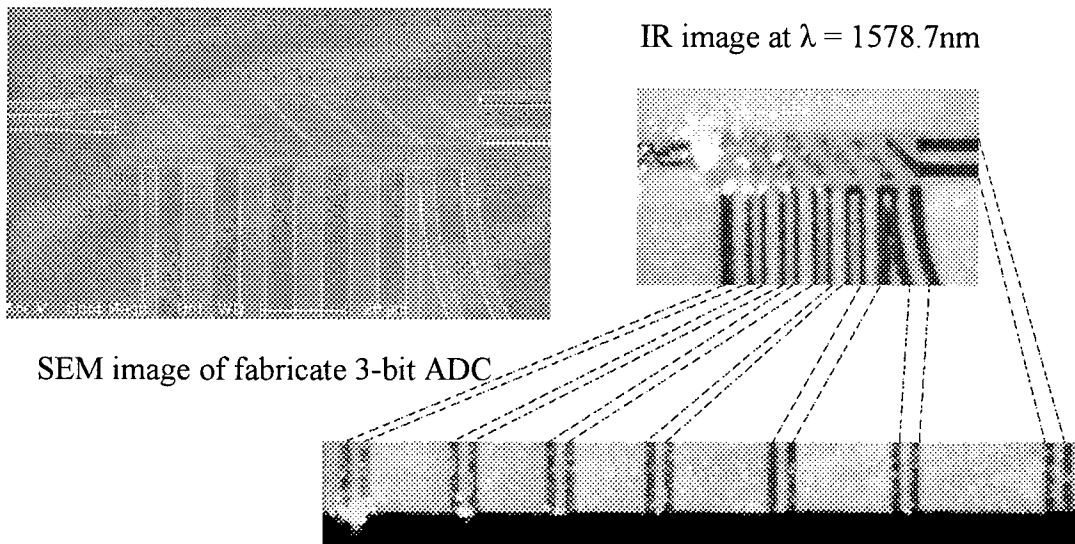 IR image at λ = 1578.7nm
SEM image of fabricate 3-bit ADC